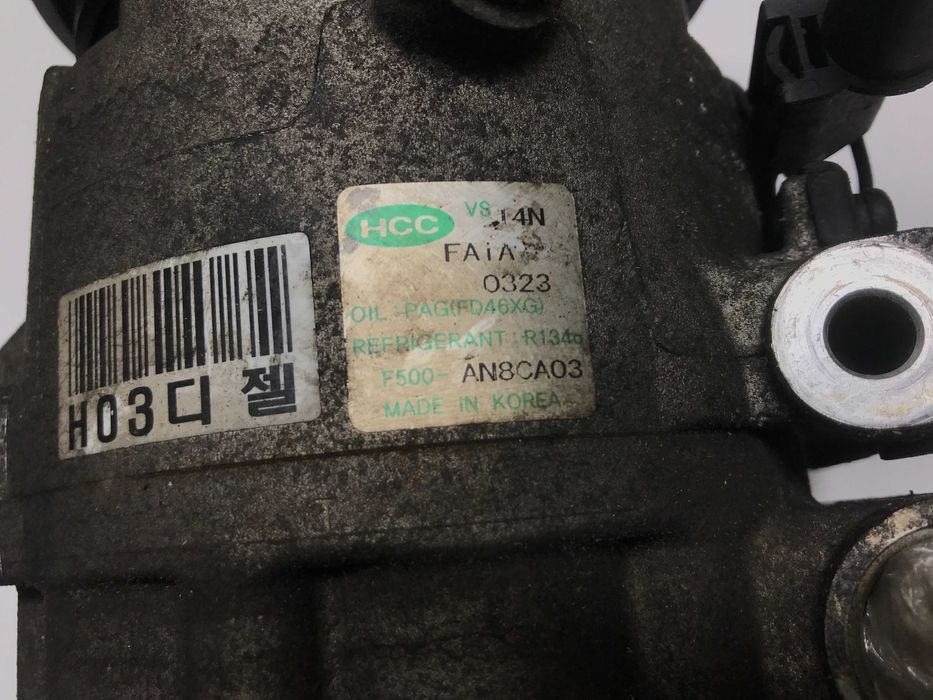 HCC VS 14N
FA1A
0323
OIL : PAG(FD46XG)
REFRIGERANT : R134a
F500- AN8CA03
MADE IN KOREA
H03디젤